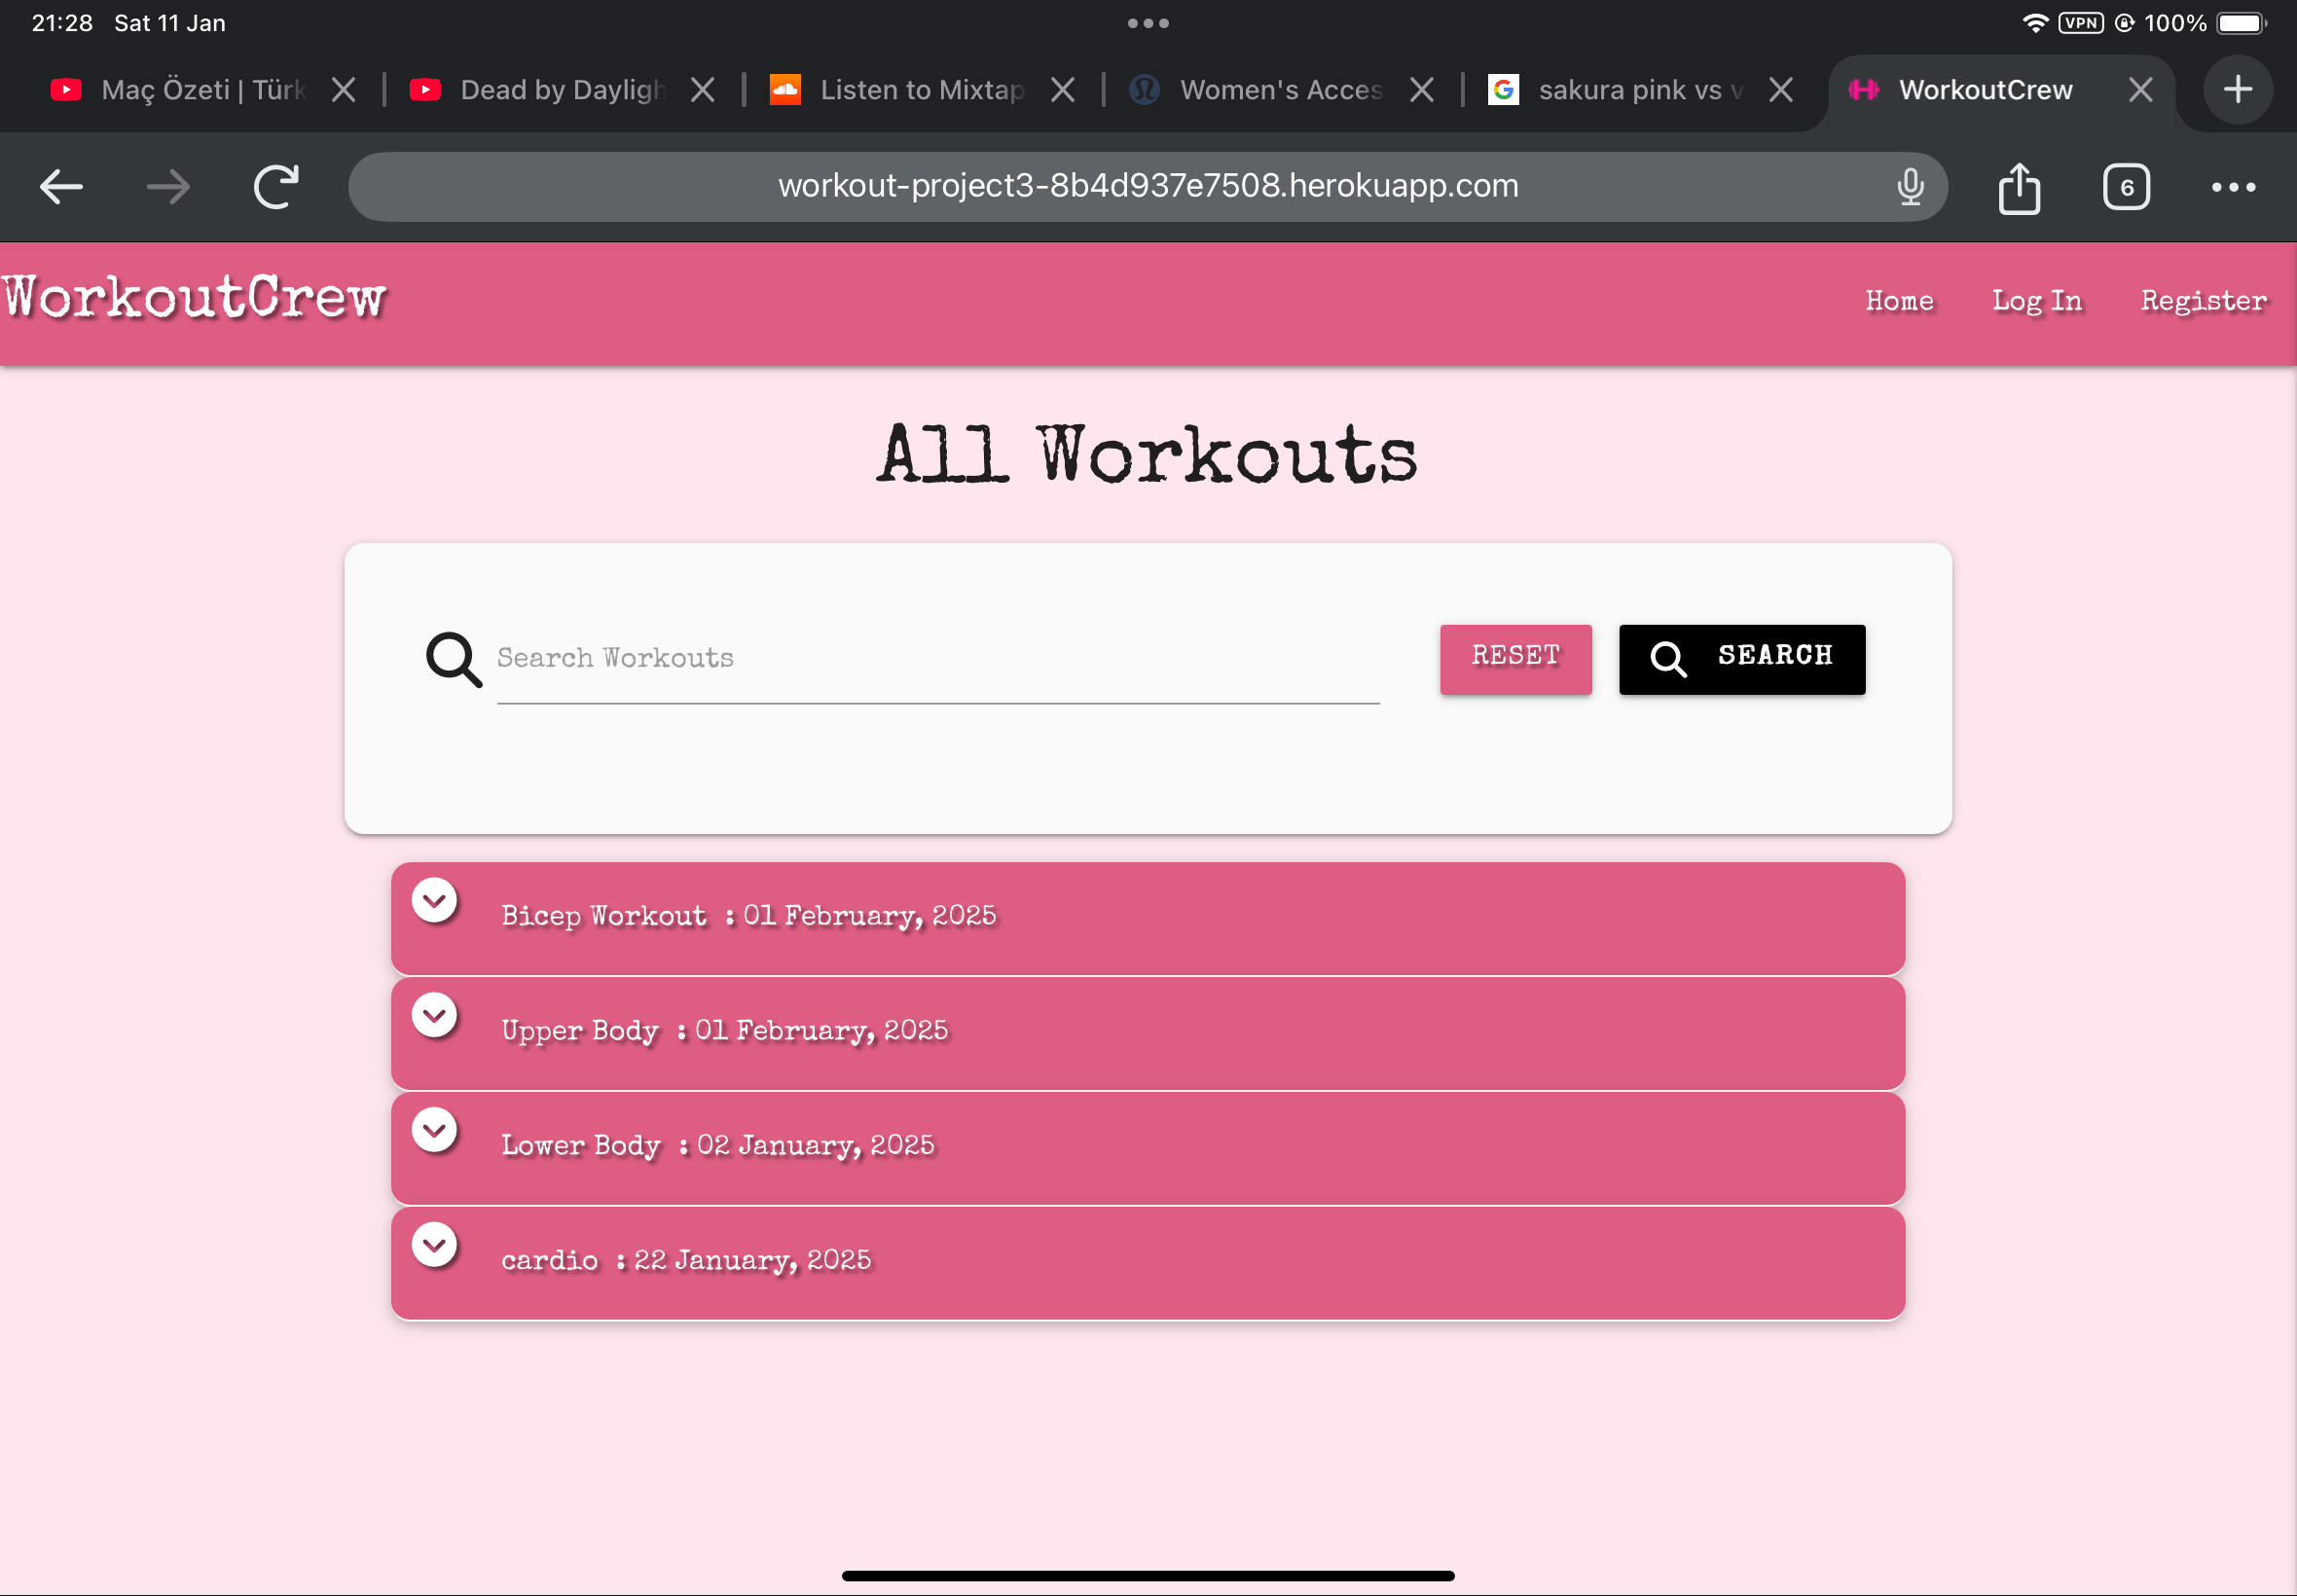 21:28 Sat 11 Jan VPN 100%
Maç Özeti | Türk Dead by Dayligh Listen to Mixtap Women's Acces sakura pink vs v WorkoutCrew
workout-project3-8b4d937e7508.herokuapp.com 6
WorkoutCrew Home Log In Register
All Workouts
Search Workouts RESET SEARCH
Bicep Workout : 01 February, 2025
Upper Body : 01 February, 2025
Lower Body : 02 January, 2025
cardio : 22 January, 2025